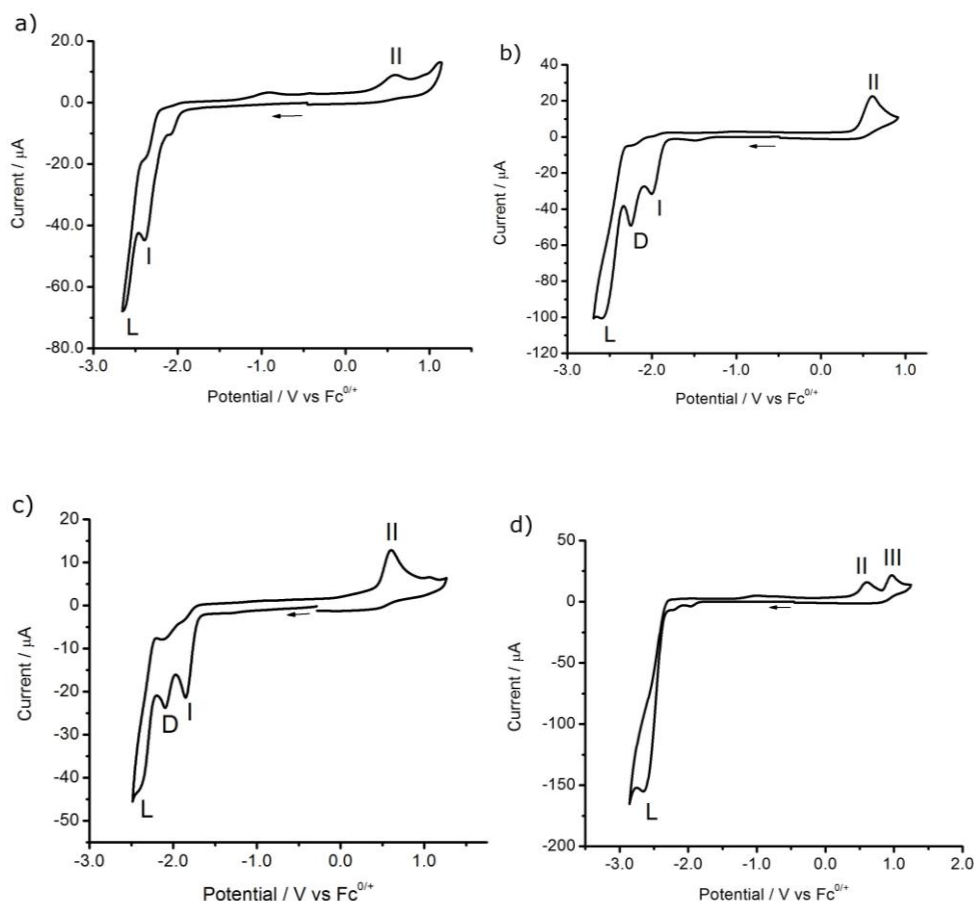 a)
20.0
0.0
-20.0
-40.0
-60.0
-80.0
Current / μA
II
I
L
-3.0 -2.0 -1.0 0.0 1.0
Potential / V vs Fc0/+
b)
40
20
0
-20
-40
-60
-80
-100
-120
Current / μA
II
I
D
L
-3.0 -2.0 -1.0 0.0 1.0
Potential / V vs Fc0/+
c)
20
10
0
-10
-20
-30
-40
-50
Current / μA
II
D I
L
-3.0 -2.0 -1.0 0.0 1.0
Potential / V vs Fc0/+
d)
50
0
-50
-100
-150
-200
Current / μA
II III
L
-3.0 -2.0 -1.0 0.0 1.0 2.0
Potential / V vs Fc0/+